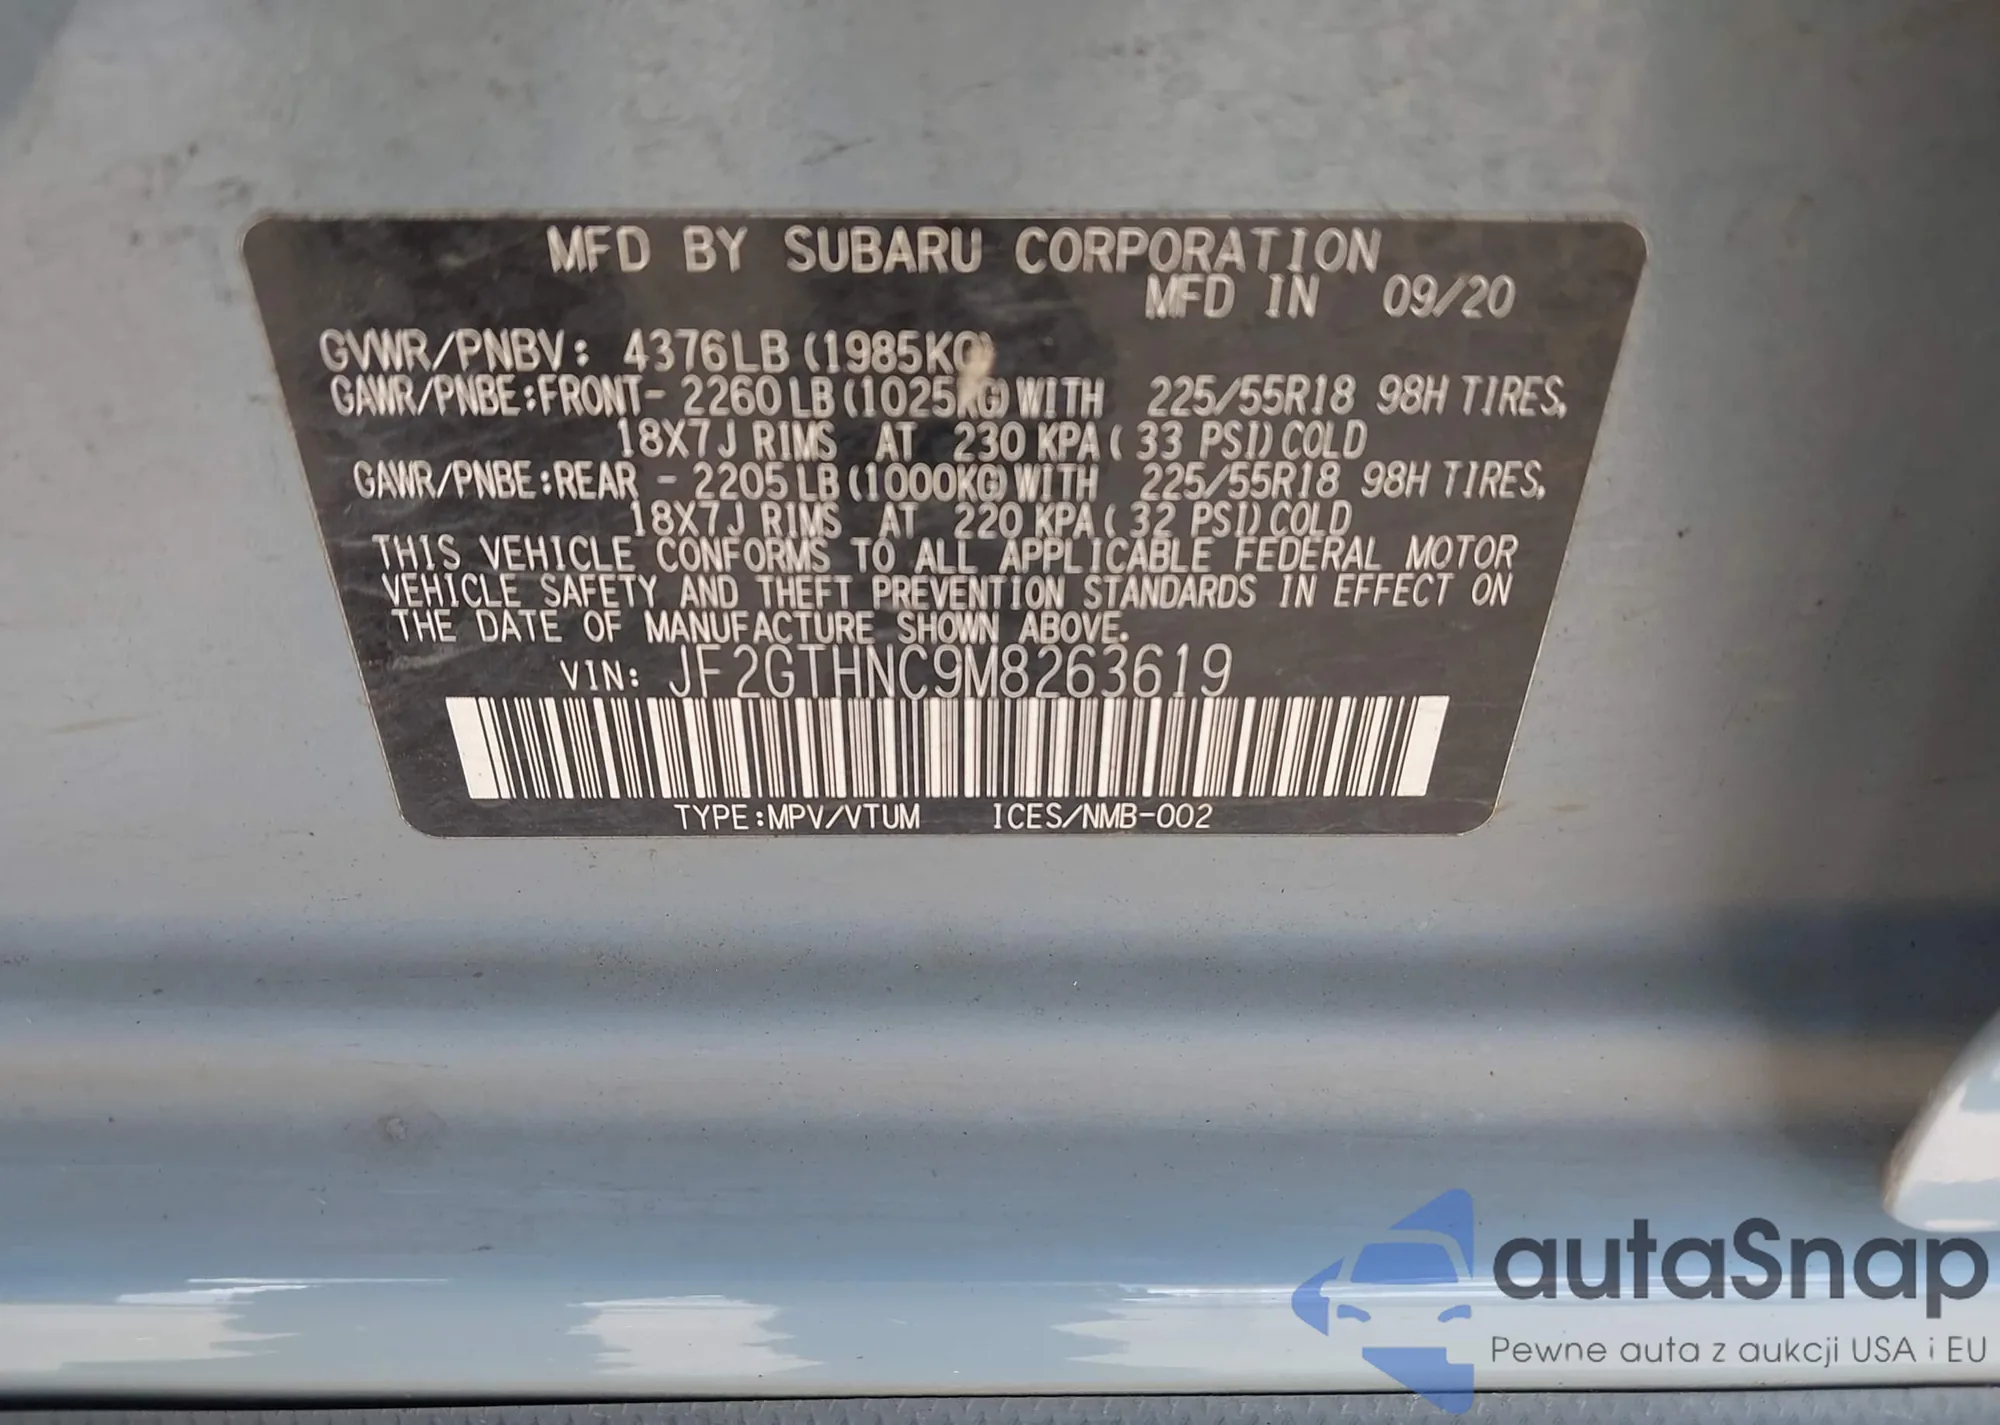 MFD BY SUBARU CORPORATION
MFD IN 09/20
GVWR/PNBV: 4376LB (1985KG)
GAWR/PNBE:FRONT- 2260LB (1025KG) WITH 225/55R18 98H TIRES,
18X7J RIMS AT 230 KPA( 33 PSI) COLD
GAWR/PNBE:REAR - 2205LB (1000KG) WITH 225/55R18 98H TIRES,
18X7J RIMS AT 220 KPA( 32 PSI) COLD
THIS VEHICLE CONFORMS TO ALL APPLICABLE FEDERAL MOTOR
VEHICLE SAFETY AND THEFT PREVENTION STANDARDS IN EFFECT ON
THE DATE OF MANUFACTURE SHOWN ABOVE.
VIN: JF2GTHNC9M8263619
TYPE:MPV/VTUM ICES/NMB-002
autaSnap
Pewne auta z aukcji USA i EU